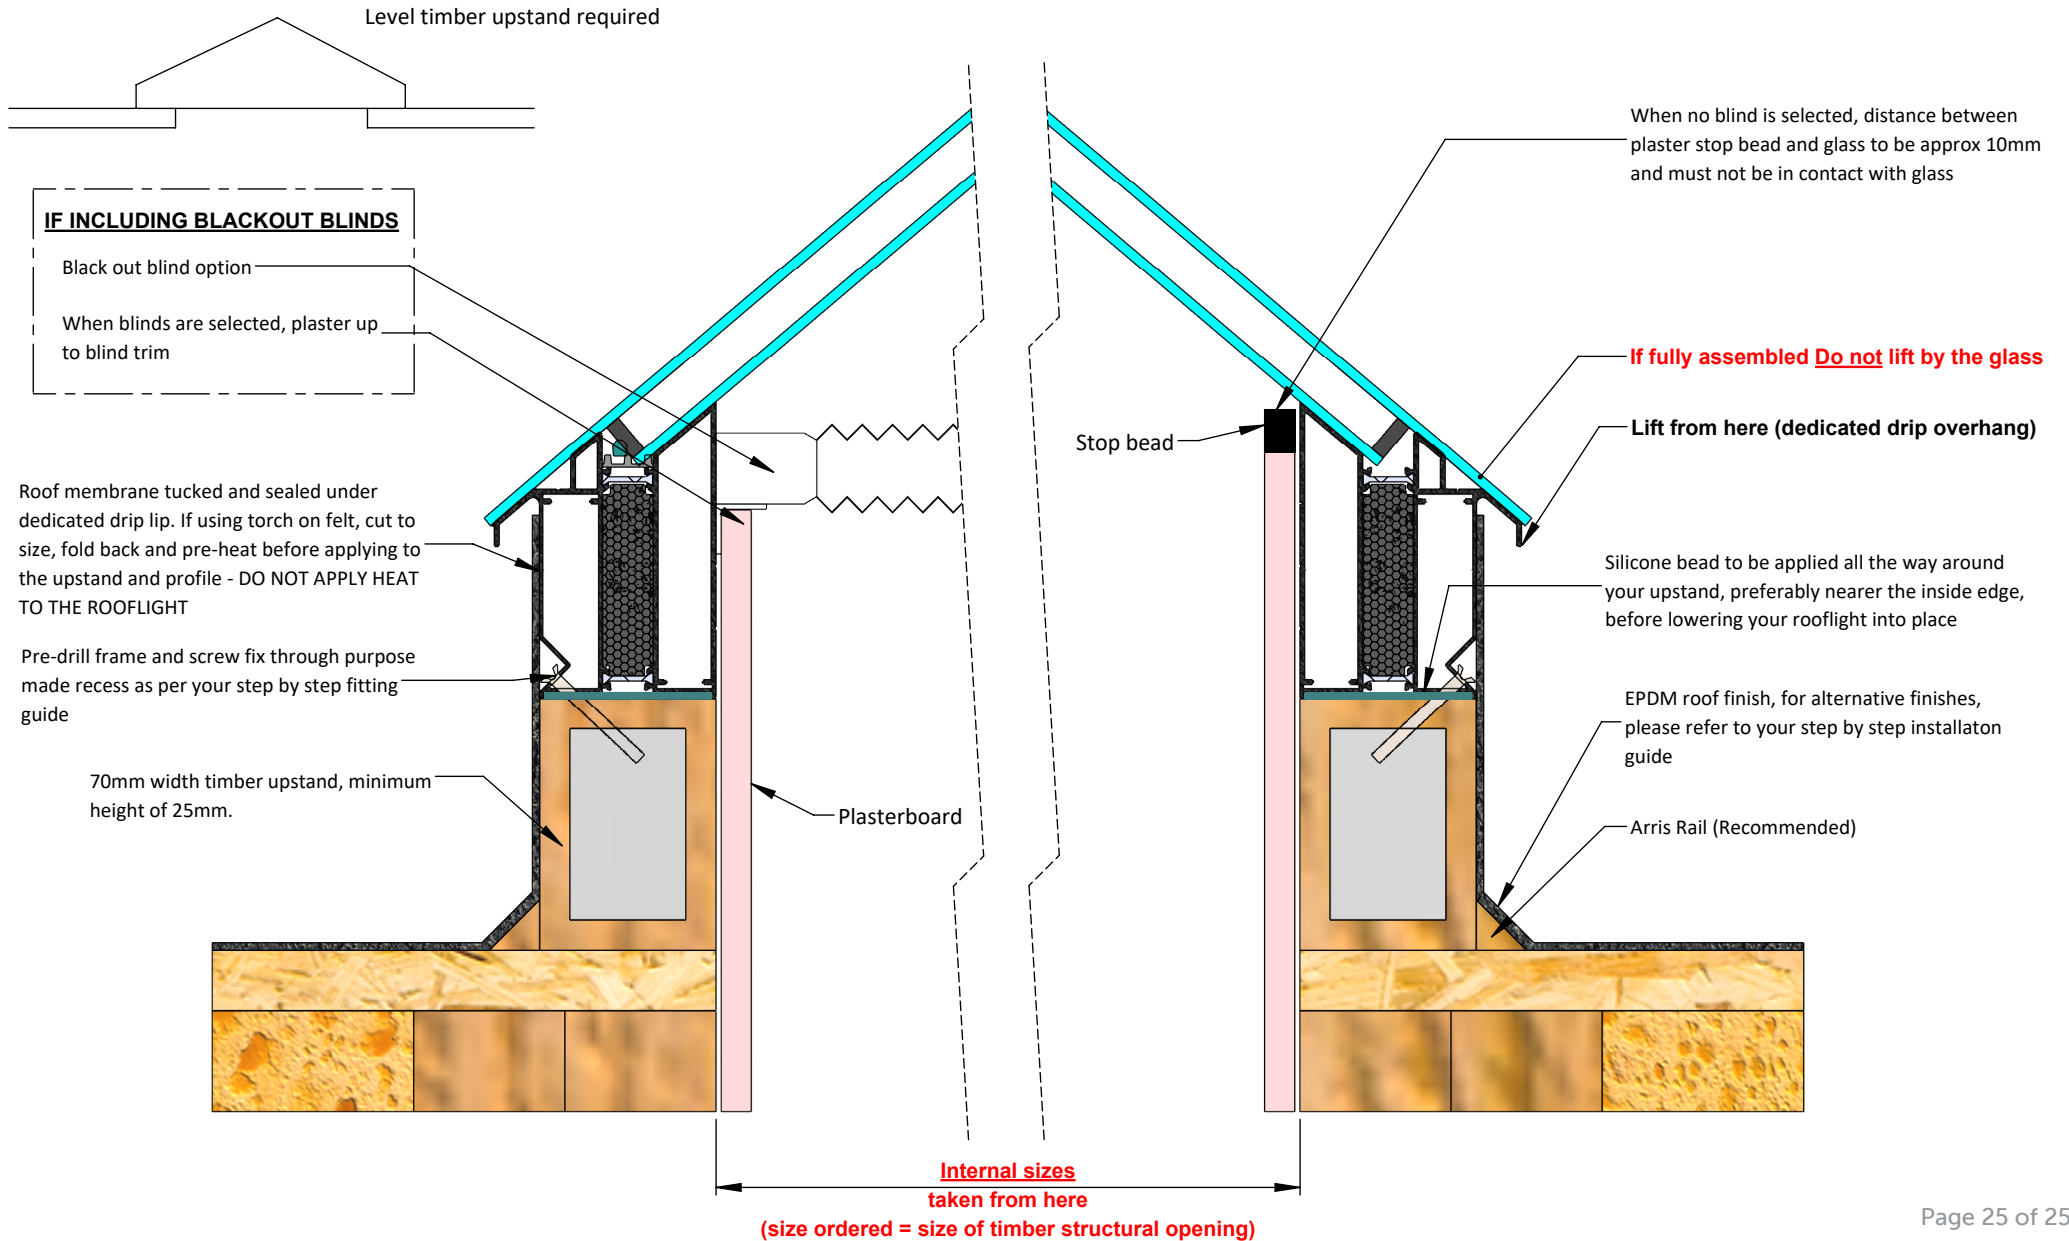 Level timber upstand required
IF INCLUDING BLACKOUT BLINDS
Black out blind option
When blinds are selected, plaster up
to blind trim
Roof membrane tucked and sealed under
dedicated drip lip. If using torch on felt, cut to
size, fold back and pre-heat before applying to
the upstand and profile - DO NOT APPLY HEAT
TO THE ROOFLIGHT
Pre-drill frame and screw fix through purpose
made recess as per your step by step fitting
guide
70mm width timber upstand, minimum
height of 25mm.
Plasterboard
Stop bead
When no blind is selected, distance between
plaster stop bead and glass to be approx 10mm
and must not be in contact with glass
If fully assembled Do not lift by the glass
Lift from here (dedicated drip overhang)
Silicone bead to be applied all the way around
your upstand, preferably nearer the inside edge,
before lowering your rooflight into place
EPDM roof finish, for alternative finishes,
please refer to your step by step installaton
guide
Arris Rail (Recommended)
Internal sizes
taken from here
(size ordered = size of timber structural opening)
Page 25 of 25